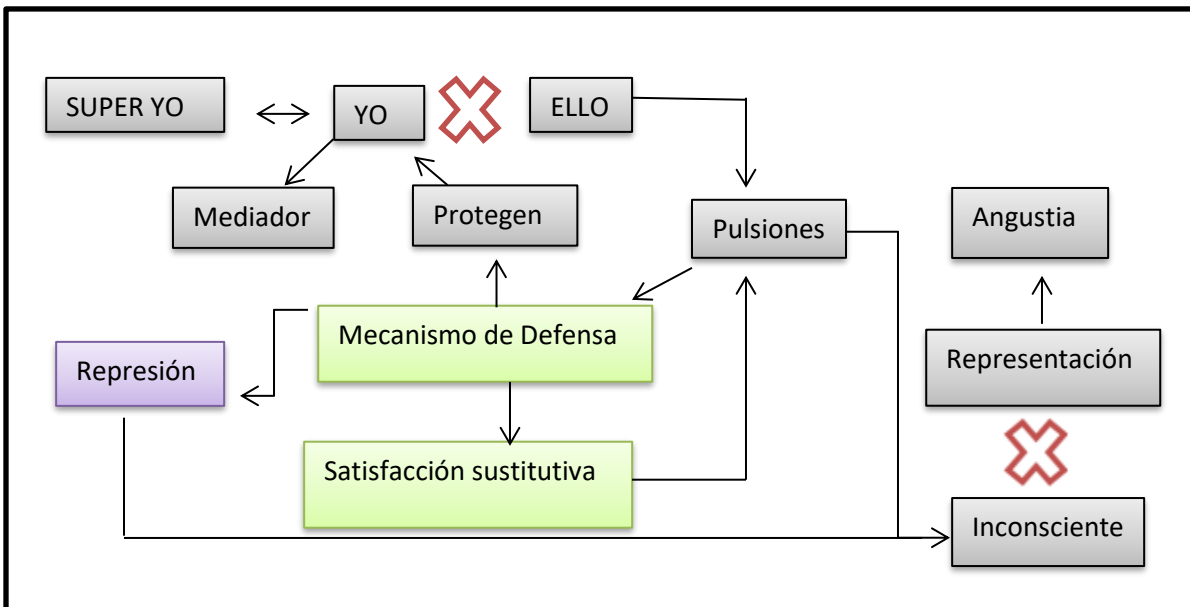 SUPER YO
YO
ELLO
Mediador
Protegen
Pulsiones
Angustia
Mecanismo de Defensa
Represión
Representación
Satisfacción sustitutiva
Inconsciente